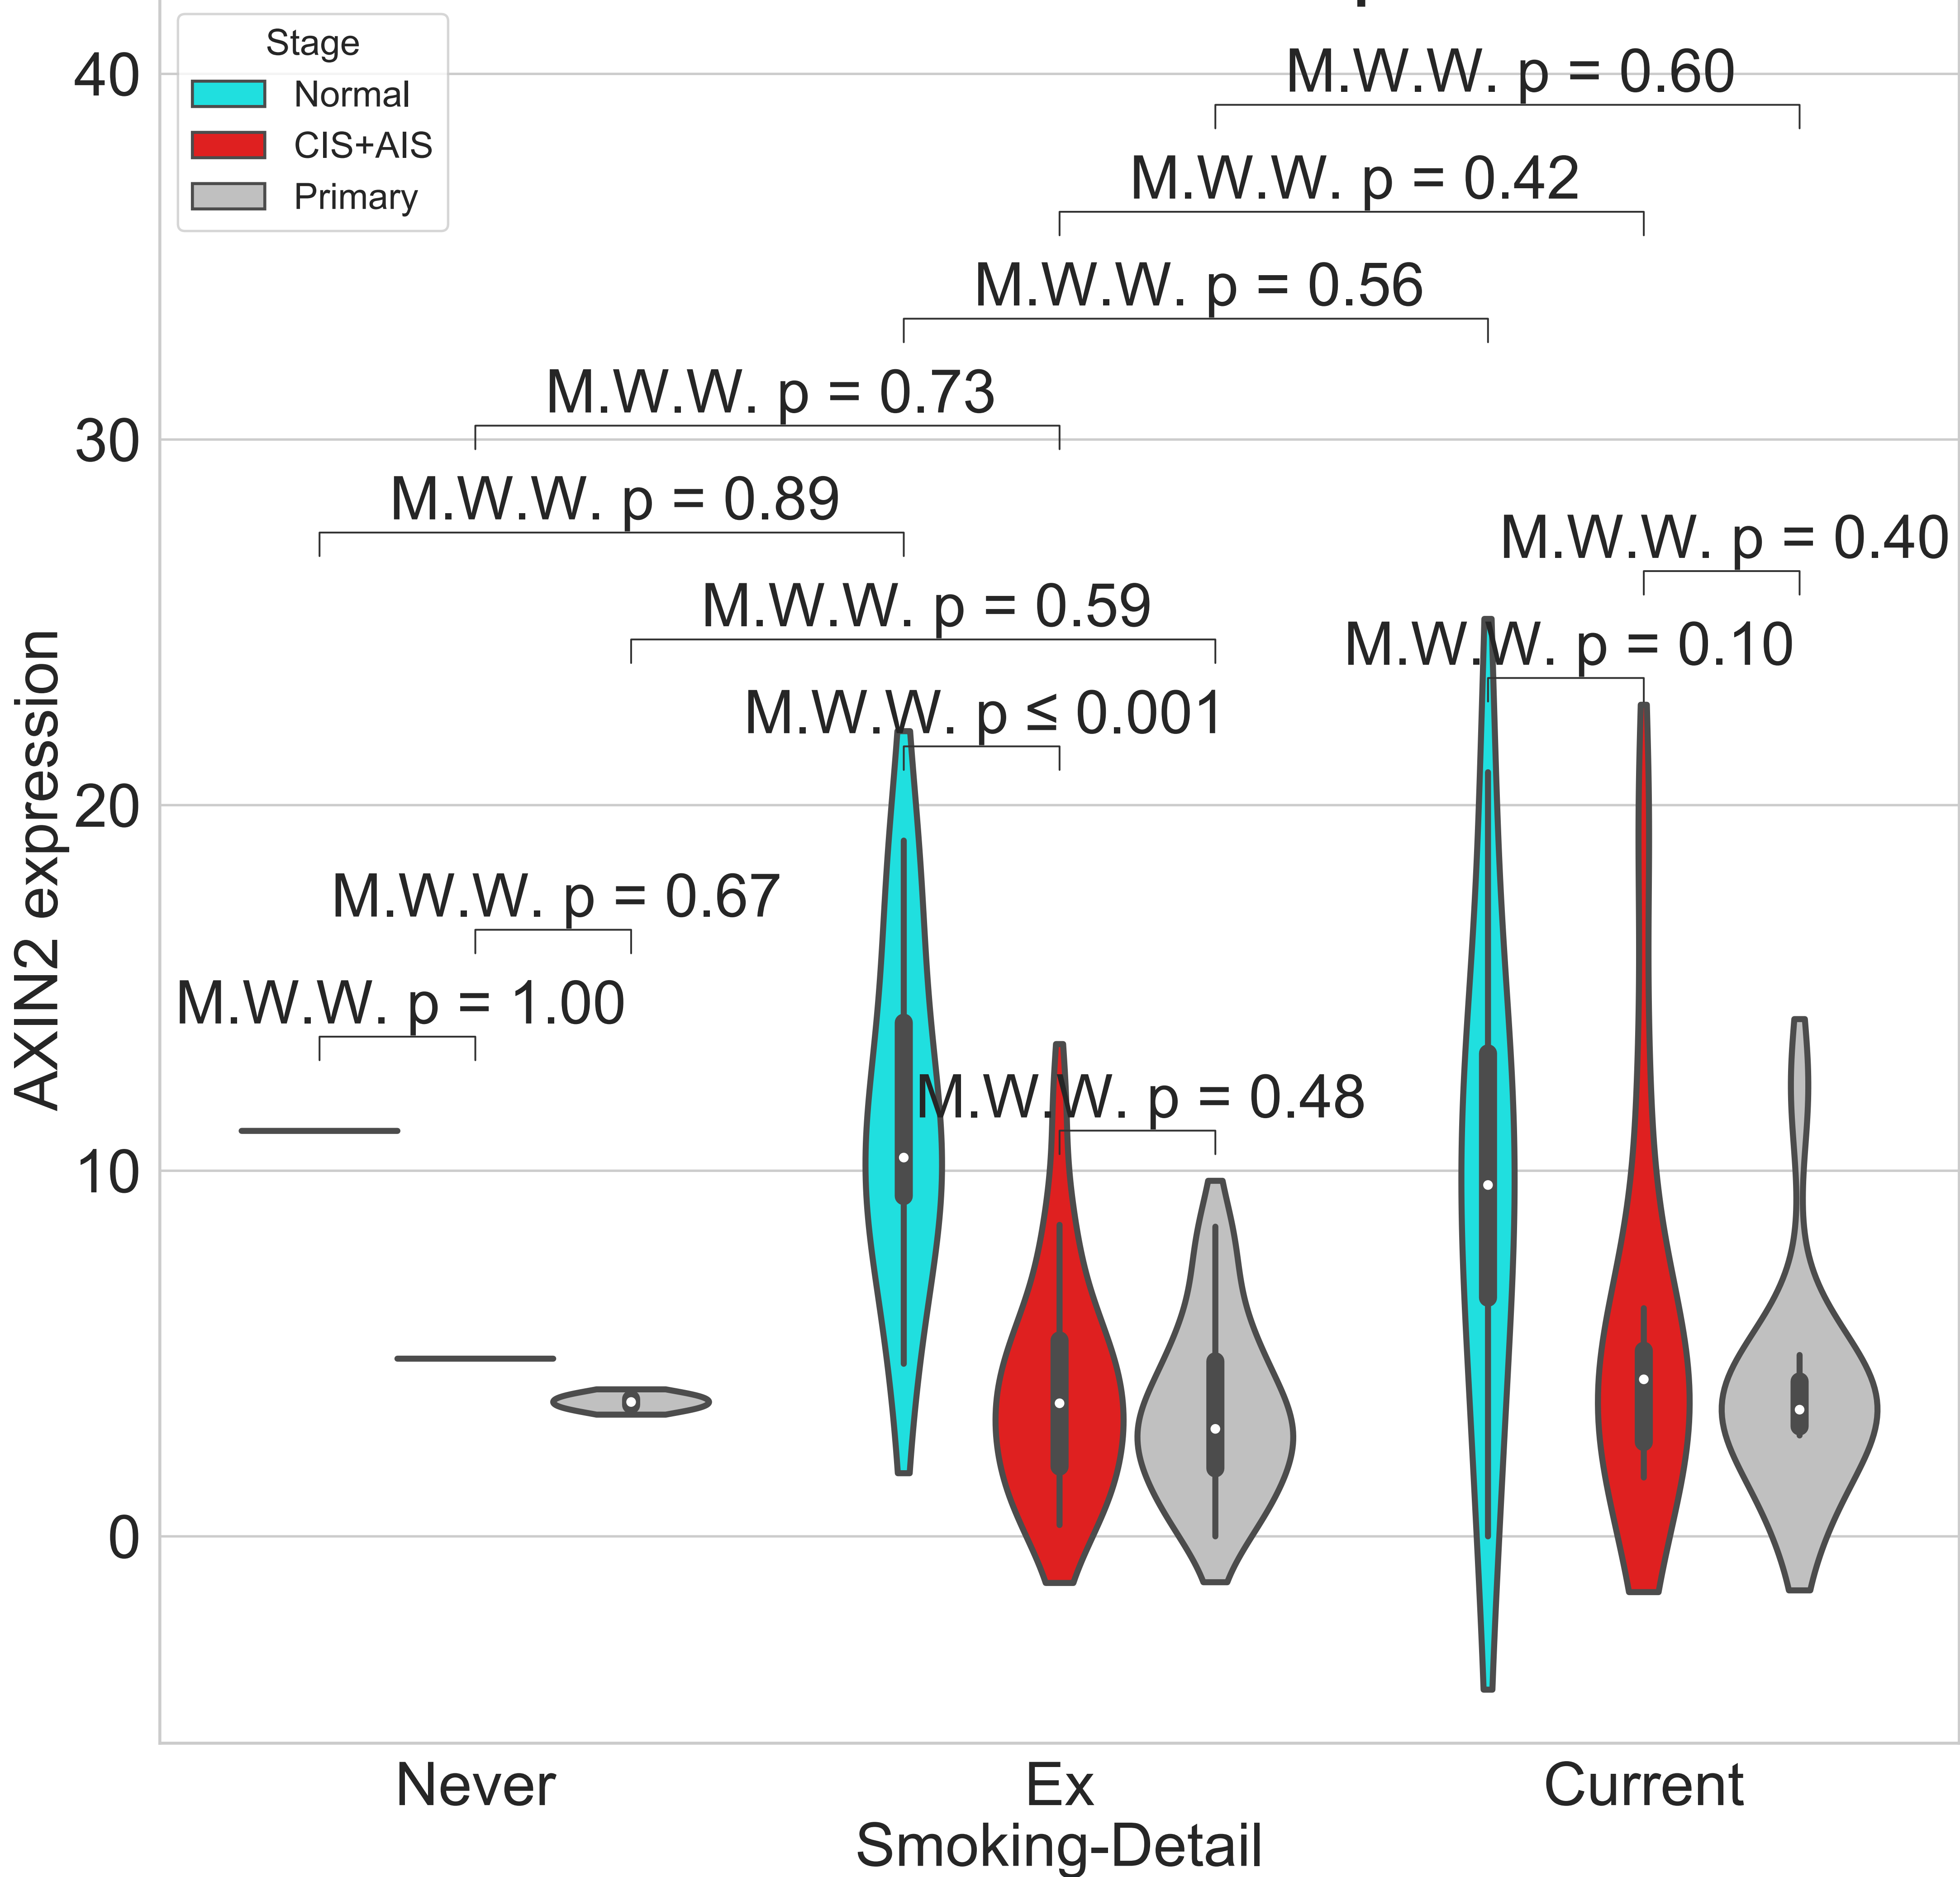 Stage
Normal
CIS+AIS
Primary
40
30
20
10
0
AXIN2 expression
M.W.W. p = 0.60
M.W.W. p = 0.42
M.W.W. p = 0.56
M.W.W. p = 0.73
M.W.W. p = 0.89
M.W.W. p = 0.40
M.W.W. p = 0.59
M.W.W. p = 0.10
M.W.W. p ≤ 0.001
M.W.W. p = 0.67
M.W.W. p = 1.00
M.W.W. p = 0.48
Never
Ex
Current
Smoking-Detail